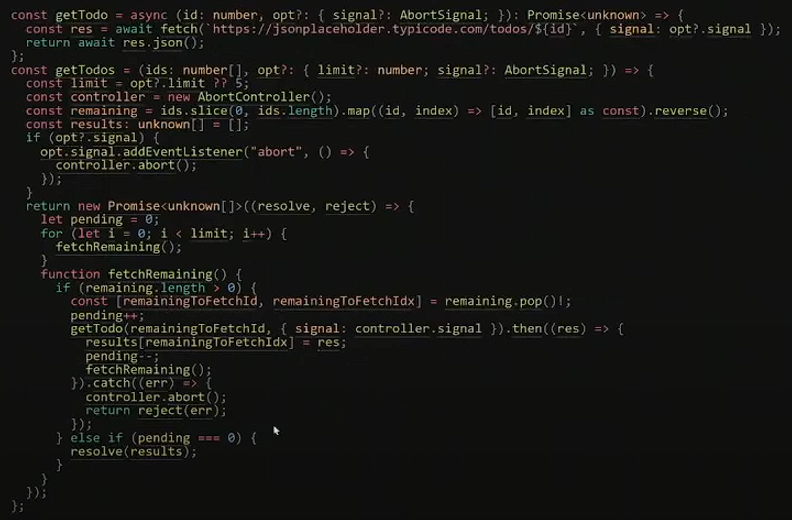 const getTodo = async (id: number, opt?: { signal?: AbortSignal; }): Promise<unknown> => {
  const res = await fetch(`https://jsonplaceholder.typicode.com/todos/${id}`, { signal: opt?.signal });
  return await res.json();
};
const getTodos = (ids: number[], opt?: { limit?: number; signal?: AbortSignal; }) => {
  const limit = opt?.limit ?? 5;
  const controller = new AbortController();
  const remaining = ids.slice(0, ids.length).map((id, index) => [id, index] as const).reverse();
  const results: unknown[] = [];
  if (opt?.signal) {
    opt.signal.addEventListener("abort", () => {
      controller.abort();
    });
  }
  return new Promise<unknown[]>((resolve, reject) => {
    let pending = 0;
    for (let i = 0; i < limit; i++) {
      fetchRemaining();
    }
    function fetchRemaining() {
      if (remaining.length > 0) {
        const [remainingToFetchId, remainingToFetchIdx] = remaining.pop()!;
        pending++;
        getTodo(remainingToFetchId, { signal: controller.signal }).then((res) => {
          results[remainingToFetchIdx] = res;
          pending--;
          fetchRemaining();
        }).catch((err) => {
          controller.abort();
          return reject(err);
        });
      } else if (pending === 0) {
        resolve(results);
      }
    }
  });
};